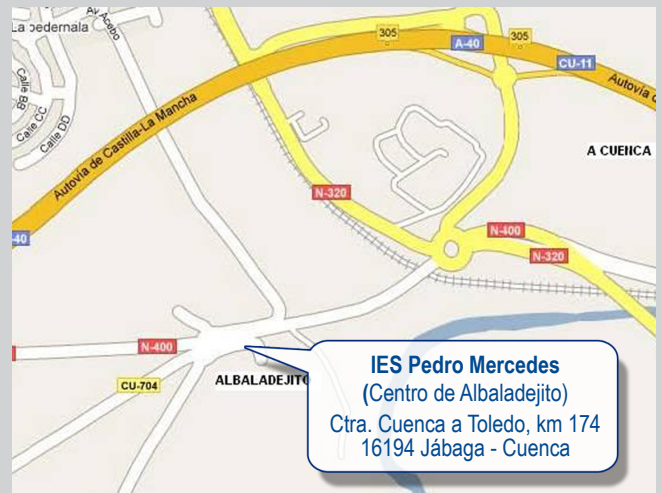 La pedernala
Av Acebo
305
A-40
305
CU-11
Autovía de
Calle BB
Calle CC
Calle DD
Autovía de Castilla-La Mancha
A CUENCA
N-320
N-400
N-320
40
N-400
CU-704
ALBALADEJITO
IES Pedro Mercedes
(Centro de Albaladejito)
Ctra. Cuenca a Toledo, km 174
16194 Jábaga - Cuenca